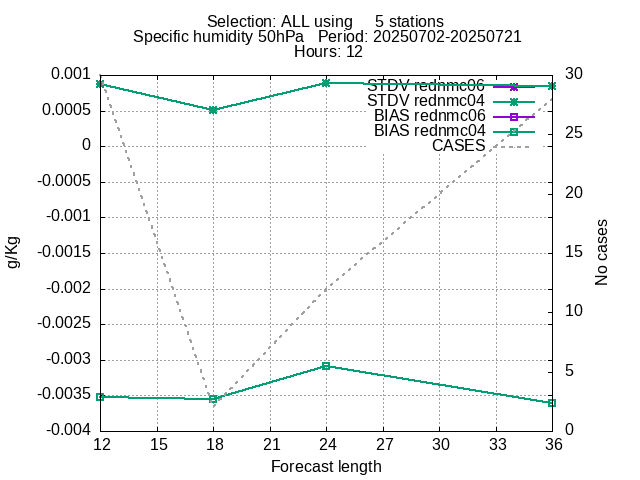 Selection: ALL using     5 stations
Specific humidity 50hPa   Period: 20250702-20250721
Hours: 12
0.001
0.0005
0
-0.0005
-0.001
-0.0015
-0.002
-0.0025
-0.003
-0.0035
-0.004
g/Kg
STDV rednmc06
STDV rednmc04
BIAS rednmc06
BIAS rednmc04
CASES
30
25
20
15
10
5
0
No cases
12 15 18 21 24 27 30 33 36
Forecast length